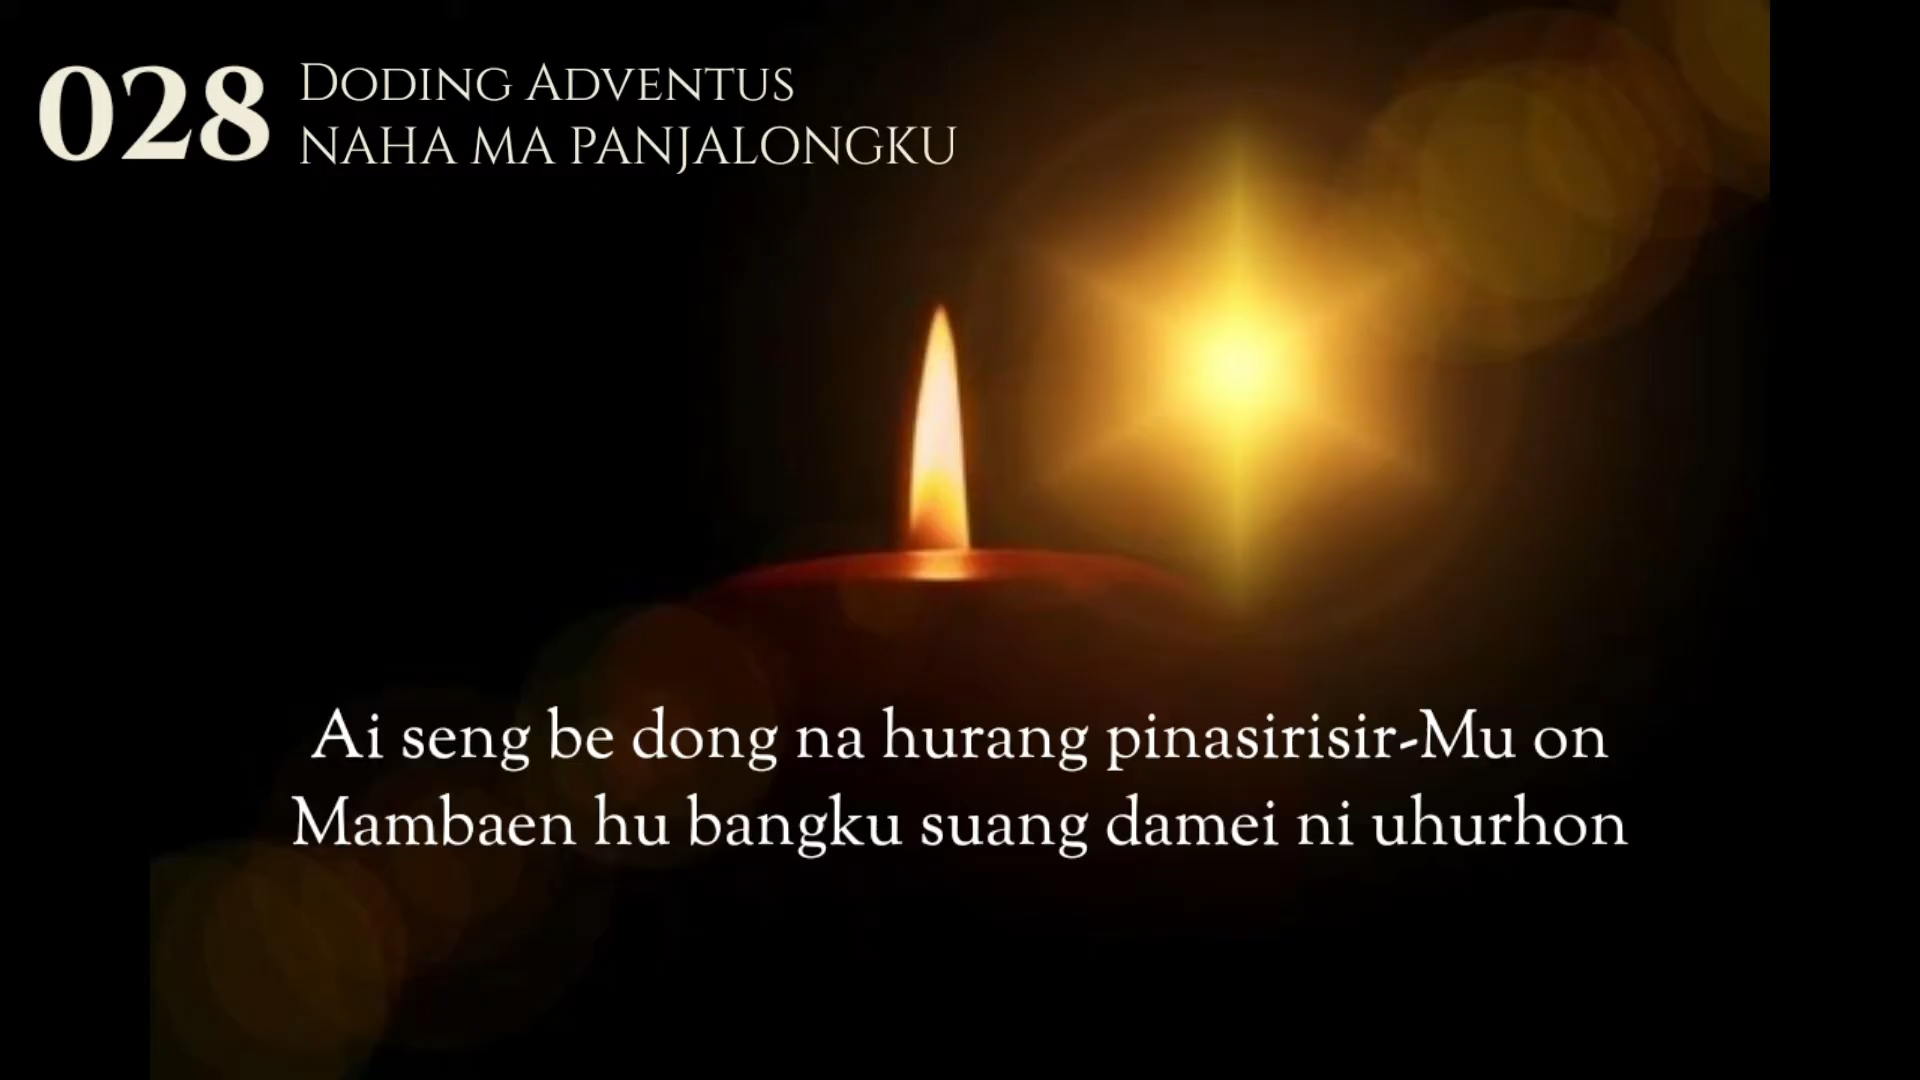 028
Doding Adventus
NAHA MA PANJALONGKU
Ai seng be dong na hurang pinasirisir-Mu on
Mambaen hu bangku suang damei ni uhurhon